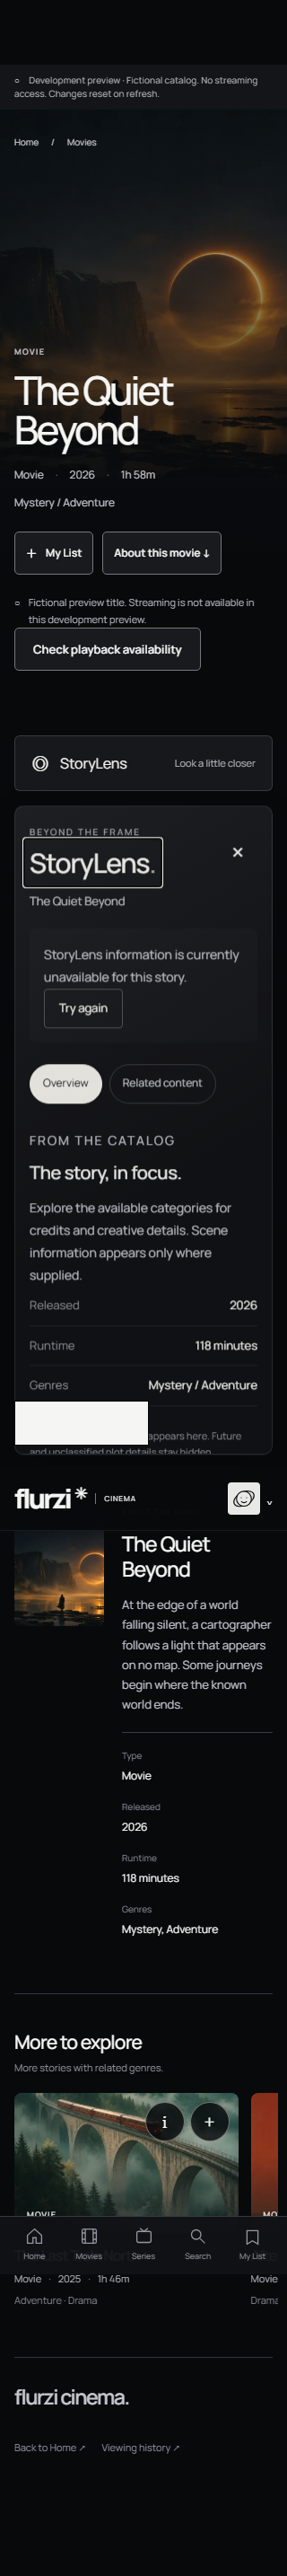 Development preview · Fictional catalog. No streaming
access. Changes reset on refresh.
Home / Movies
MOVIE
The Quiet
Beyond
Movie · 2026 · 1h 58m
Mystery / Adventure
+ My List
About this movie ↓
Fictional preview title. Streaming is not available in
this development preview.
Check playback availability
StoryLens
Look a little closer
BEYOND THE FRAME
StoryLens.
×
The Quiet Beyond
StoryLens information is currently
unavailable for this story.
Try again
Overview
Related content
FROM THE CATALOG
The story, in focus.
Explore the available categories for
credits and creative details. Scene
information appears only where
supplied.
Released 2026
Runtime 118 minutes
Genres Mystery / Adventure
appears here. Future
and unclassified plot details stay hidden
flurzi CINEMA
The Quiet
Beyond
At the edge of a world
falling silent, a cartographer
follows a light that appears
on no map. Some journeys
begin where the known
world ends.
Type
Movie
Released
2026
Runtime
118 minutes
Genres
Mystery, Adventure
More to explore
More stories with related genres.
i +
MOVIE
Home
Movies
Series
Search
My List
Movie · 2025 · 1h 46m
Movie
Adventure · Drama
Drama
flurzi cinema.
Back to Home ↗
Viewing history ↗